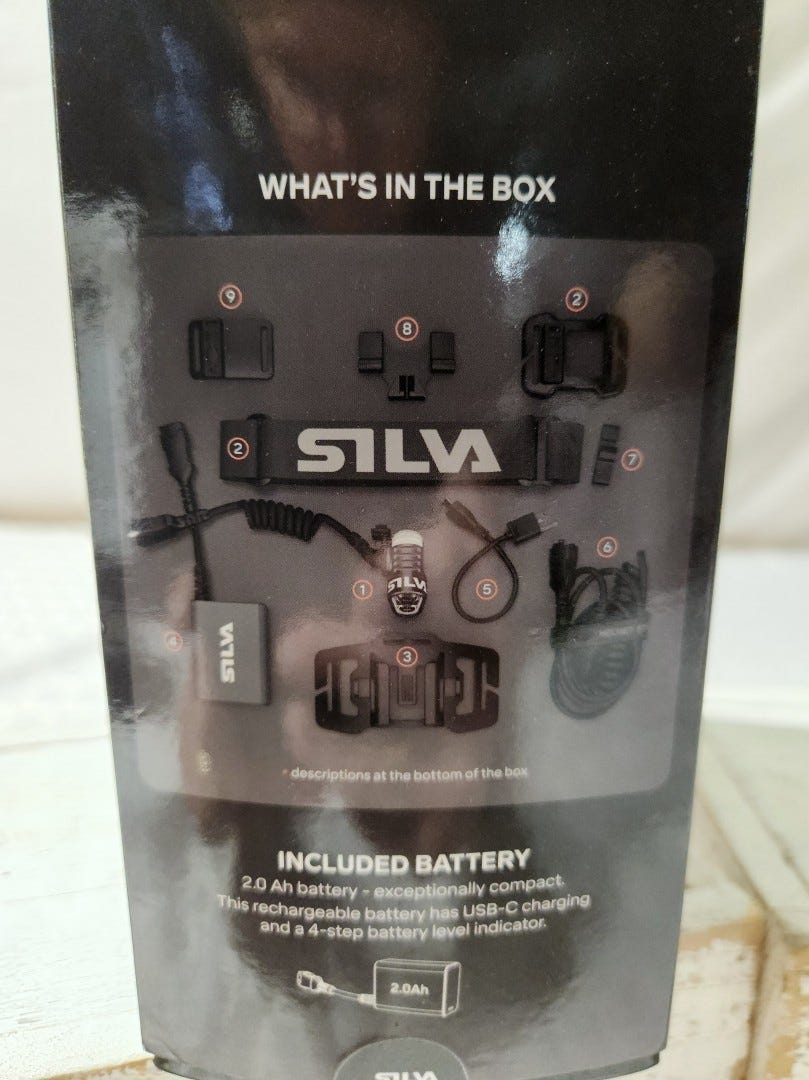 WHAT'S IN THE BOX
9
8
2
2
SILVA
7
6
1
SILVA
5
4
SILVA
3
* descriptions at the bottom of the box
INCLUDED BATTERY
2.0 Ah battery - exceptionally compact.
This rechargeable battery has USB-C charging
and a 4-step battery level indicator.
2.0Ah
SILVA